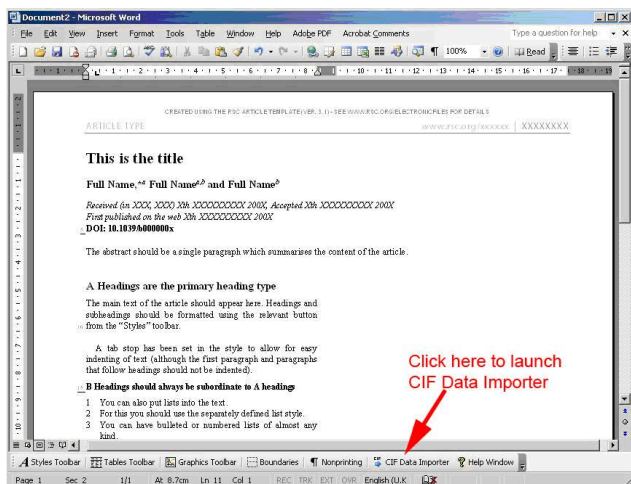 Document2 - Microsoft Word
File Edit View Insert Format Tools Table Window Help Adobe PDF Acrobat Comments Type a question for help
100% Read
CREATED USING THE RSC ARTICLE TEMPLATE (VER. 3.1) - SEE WWW.RSC.ORG/ELECTRONICFILES FOR DETAILS
ARTICLE TYPE www.rsc.org/xxxxxx | XXXXXXXX
This is the title
Full Name,*a Full Namea,b and Full Nameb
Received (in XXX, XXX) Xth XXXXXXXXXX 200X, Accepted Xth XXXXXXXXXX 200X
First published on the web Xth XXXXXXXXXX 200X
5 DOI: 10.1039/b000000x
The abstract should be a single paragraph which summarises the content of the article.
A Headings are the primary heading type
The main text of the article should appear here. Headings and
subheadings should be formatted using the relevant button
10 from the "Styles" toolbar.
A tab stop has been set in the style to allow for easy
indenting of text (although the first paragraph and paragraphs
that follow headings should not be indented).
15 B Headings should always be subordinate to A headings
1 You can also put lists into the text.
2 For this you should use the separately defined list style.
3 You can have bulleted or numbered lists of almost any
kind.
Click here to launch
CIF Data Importer
Styles Toolbar Tables Toolbar Graphics Toolbar Boundaries Nonprinting CIF Data Importer Help Window
Page 1 Sec 2 1/1 At 8.7cm Ln 11 Col 1 REC TRK EXT OVR English (U.K